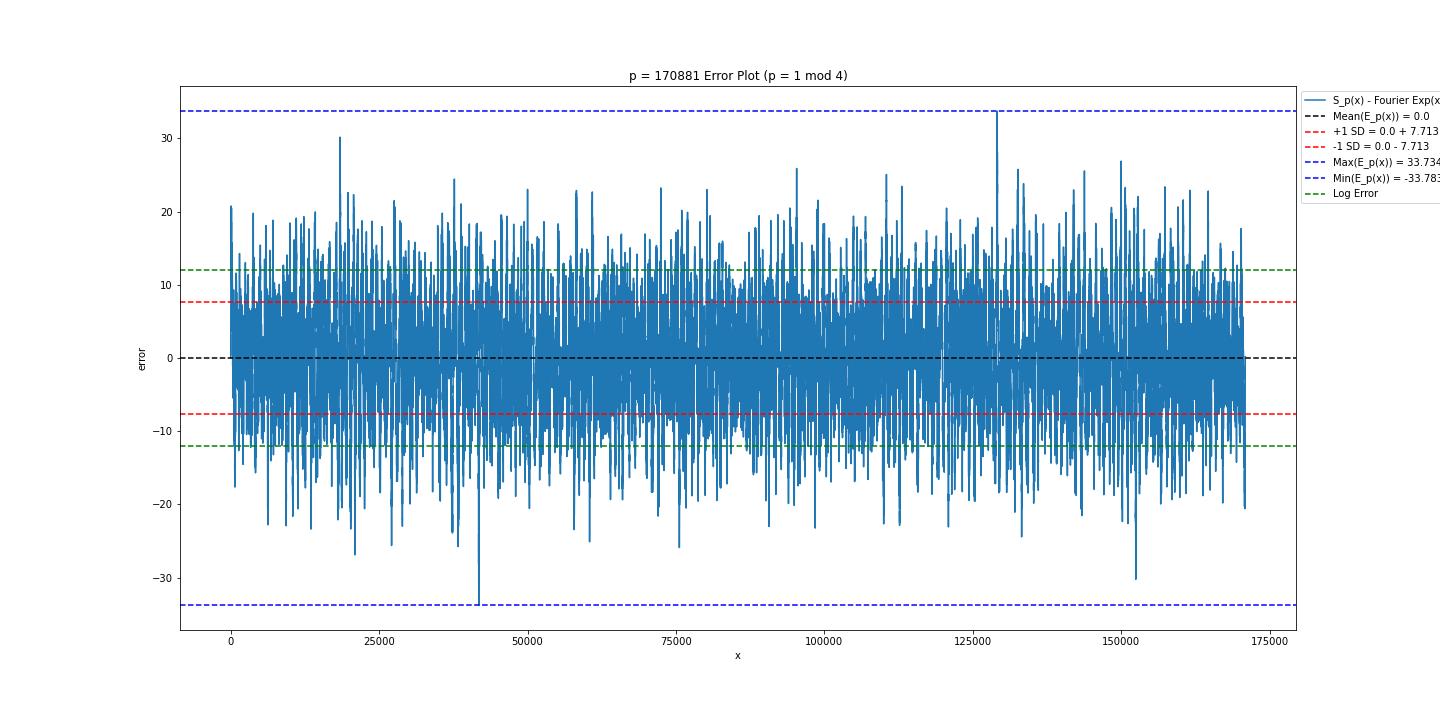 p = 170881 Error Plot (p = 1 mod 4)
S_p(x) - Fourier Exp(x
Mean(E_p(x)) = 0.0
+1 SD = 0.0 + 7.713
-1 SD = 0.0 - 7.713
Max(E_p(x)) = 33.734
Min(E_p(x)) = -33.783
Log Error
error
30
20
10
0
−10
−20
−30
0 25000 50000 75000 100000 125000 150000 175000
x